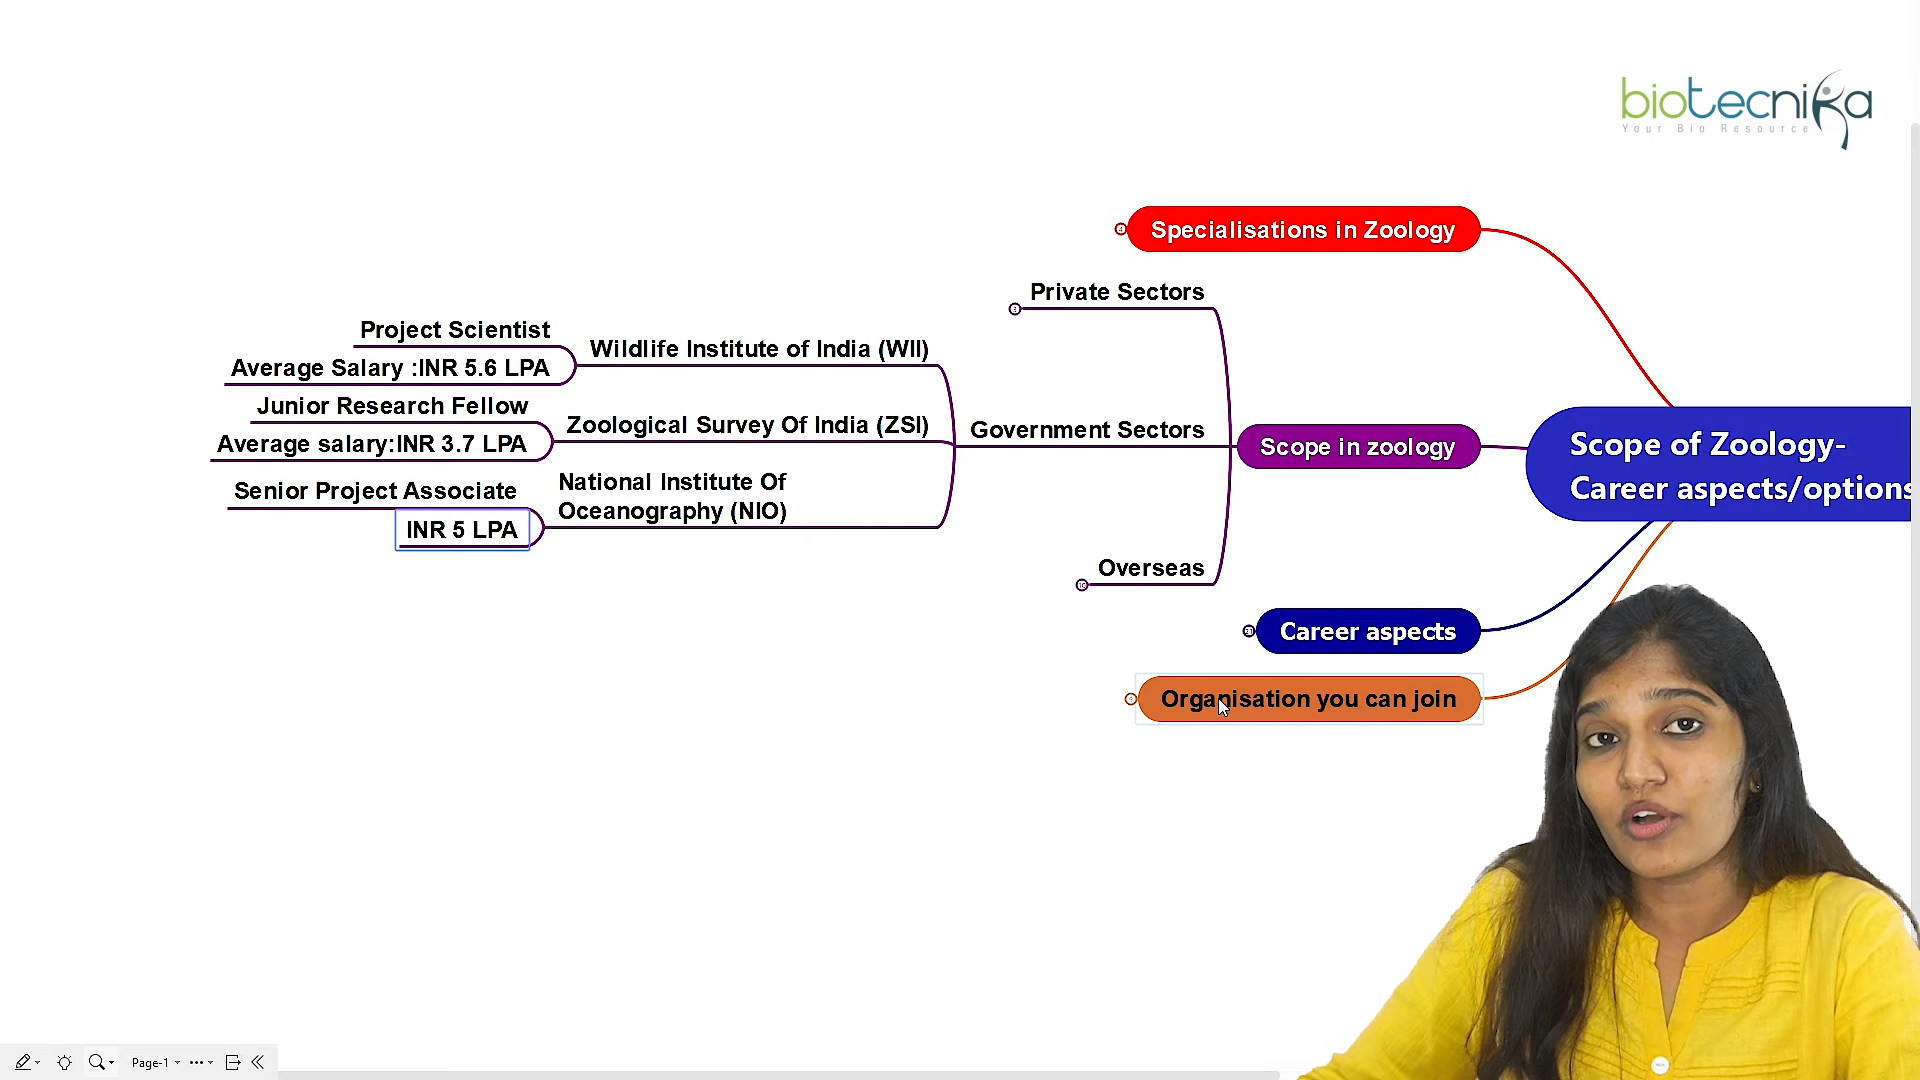 biotecnika
Your Bio Resource
Specialisations in Zoology
Private Sectors
Project Scientist
Wildlife Institute of India (WII)
Average Salary :INR 5.6 LPA
Junior Research Fellow
Zoological Survey Of India (ZSI)
Average salary:INR 3.7 LPA
Government Sectors
Scope in zoology
Scope of Zoology-
Career aspects/options
Senior Project Associate
National Institute Of
Oceanography (NIO)
INR 5 LPA
Overseas
Career aspects
Organisation you can join
Page-1